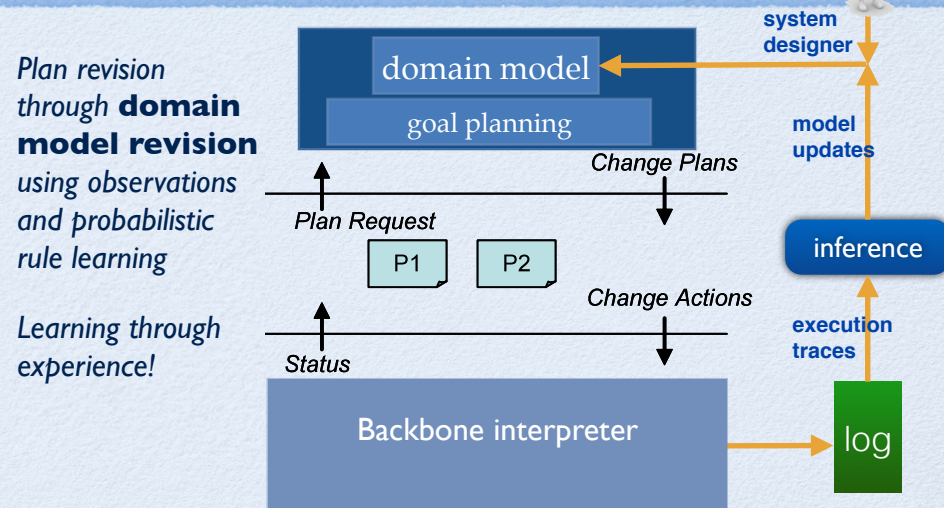 Plan revision
through domain
model revision
using observations
and probabilistic
rule learning
Learning through
experience!
domain model
goal planning
Change Plans
Plan Request
P1
P2
Change Actions
Status
Backbone interpreter
system
designer
model
updates
inference
execution
traces
log